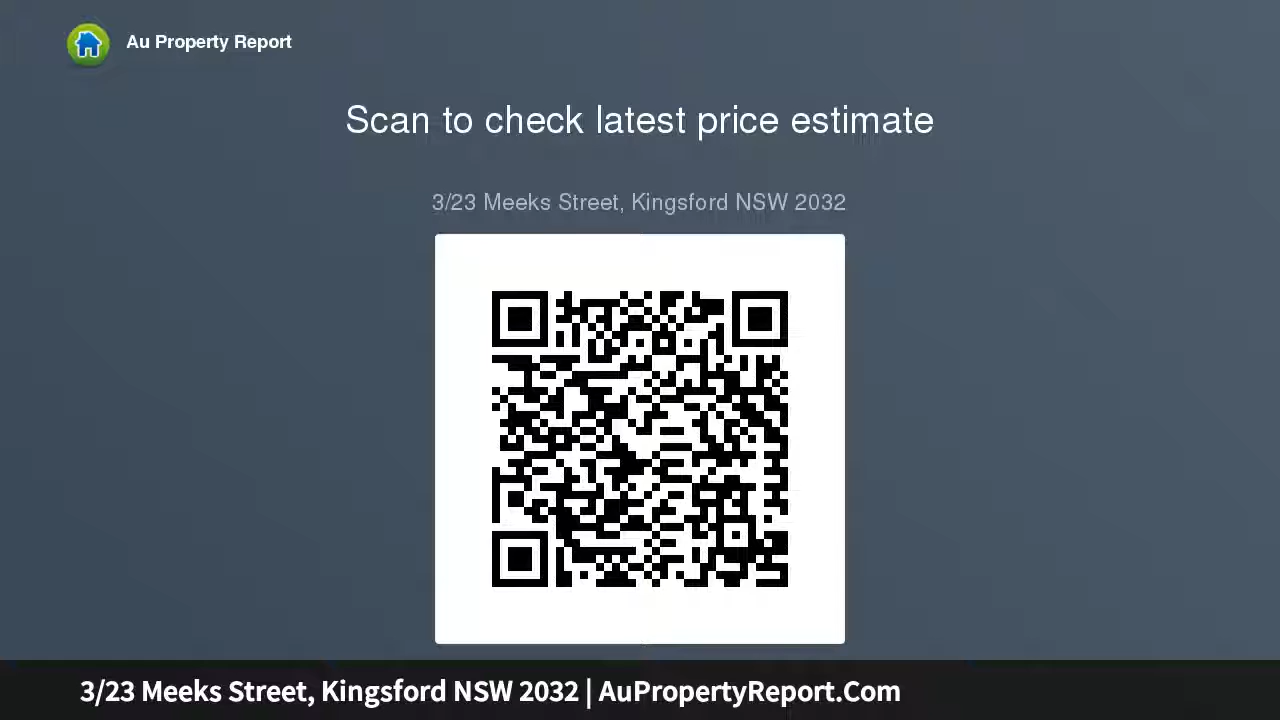 Au Property Report
Scan to check latest price estimate
3/23 Meeks Street, Kingsford NSW 2032
3/23 Meeks Street, Kingsford NSW 2032 | AuPropertyReport.Com